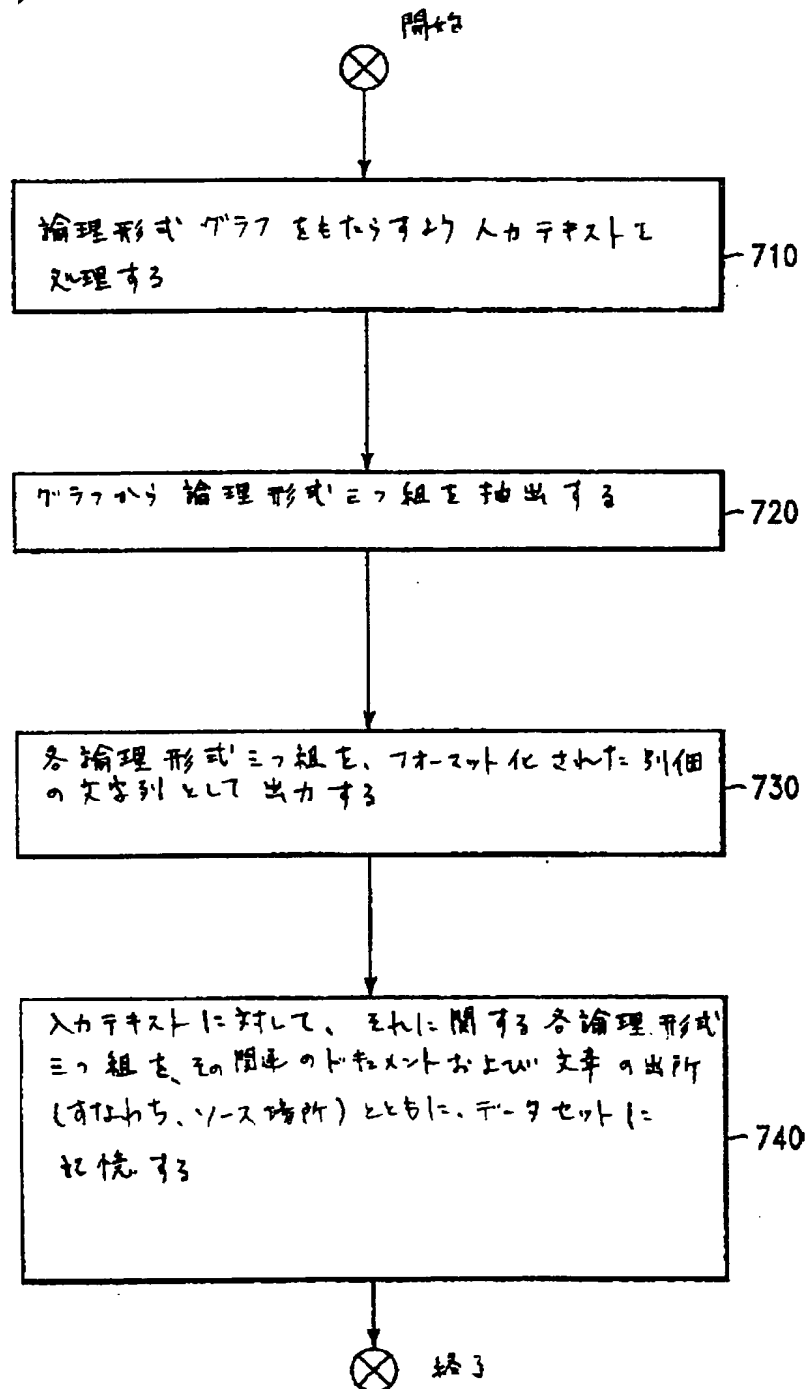 開始
論理形式グラフをもたらすよう入力テキストを
処理する
710
グラフから論理形式三つ組を抽出する
720
各論理形式三つ組を、フォーマット化された別個
の文字列として出力する
730
入力テキストに対して、それに関する各論理形式
三つ組を、その関連のドキュメントおよび文章の出所
(すなわち、ソース場所)とともに、データセットに
記憶する
740
終了